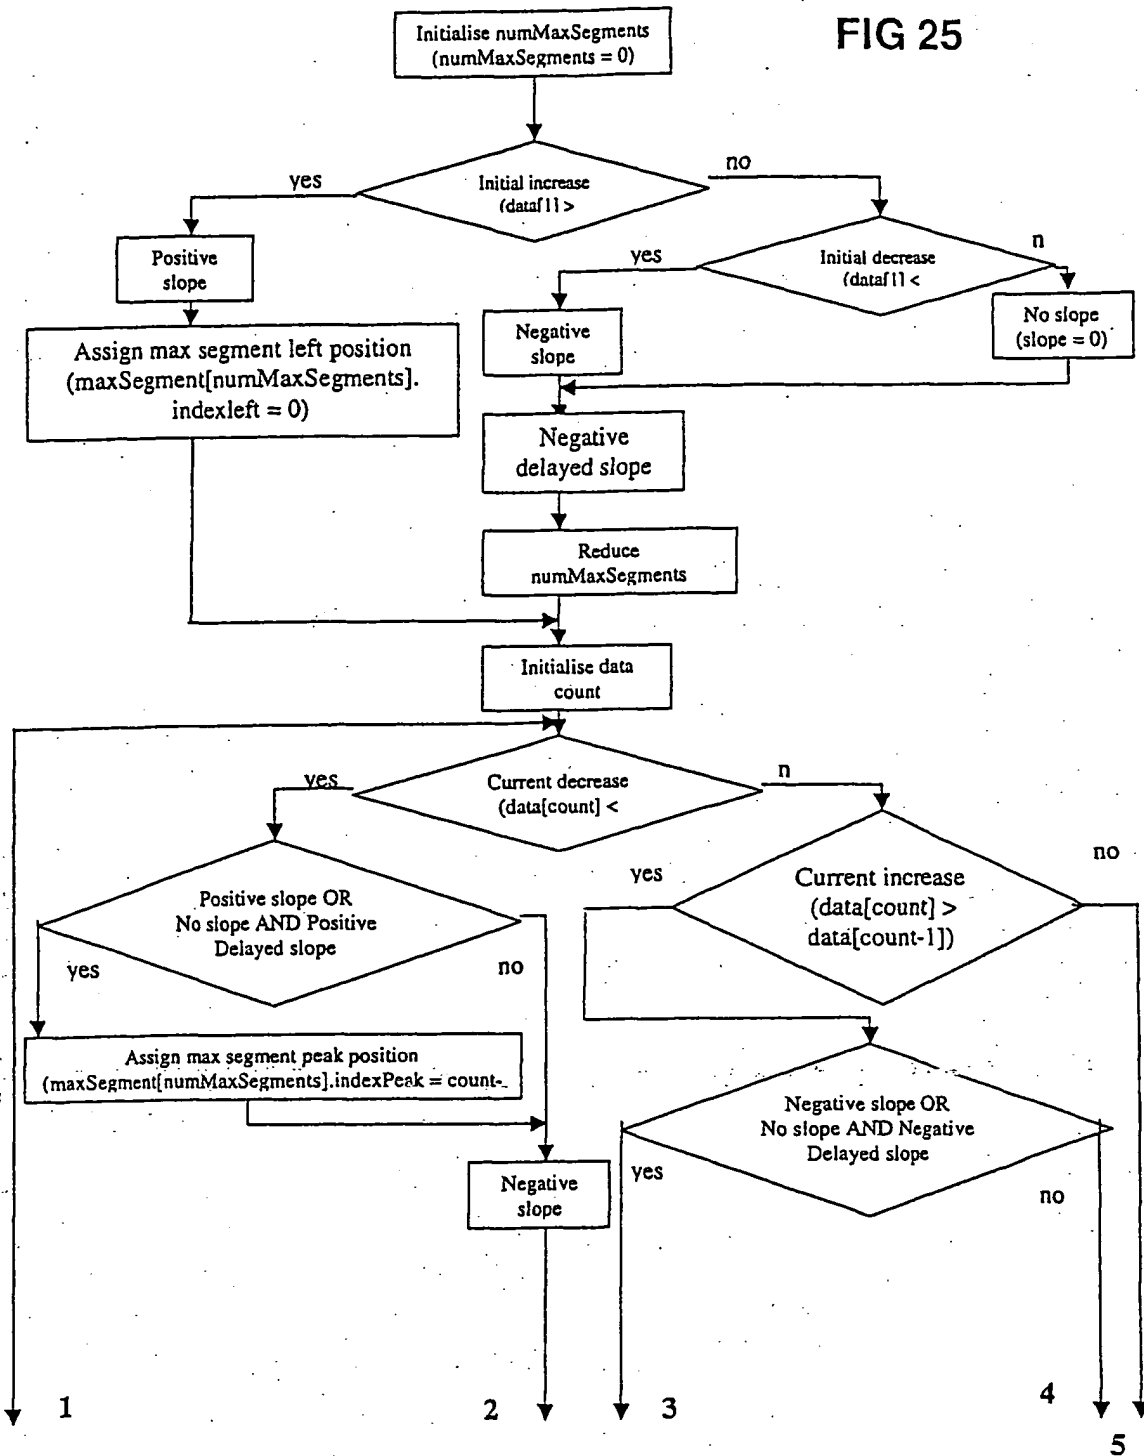 FIG 25
Initialise numMaxSegments
(numMaxSegments = 0)
yes
no
Initial increase
(data[1] >
Positive
slope
yes
Initial decrease
(data[1] <
n
Negative
slope
No slope
(slope = 0)
Assign max segment left position
(maxSegment[numMaxSegments].
indexleft = 0)
Negative
delayed slope
Reduce
numMaxSegments
Initialise data
count
yes
Current decrease
(data[count] <
n
Positive slope OR
No slope AND Positive
Delayed slope
yes
no
yes
Current increase
(data[count] >
data[count-1])
no
Assign max segment peak position
(maxSegment[numMaxSegments].indexPeak = count-
Negative slope OR
No slope AND Negative
Delayed slope
yes
no
Negative
slope
1
2
3
4
5